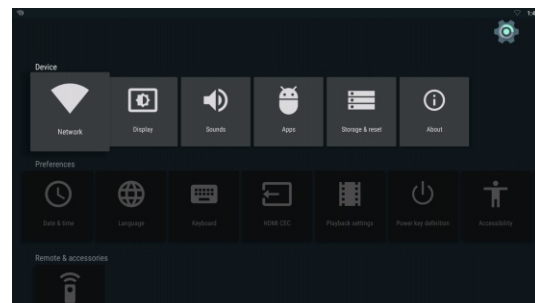 Device
Network
Display
Sounds
Apps
Storage & reset
About
Preferences
Date & time
Language
Keyboard
HDMI CEC
Playback settings
Power key definition
Accessibility
Remote & accessories